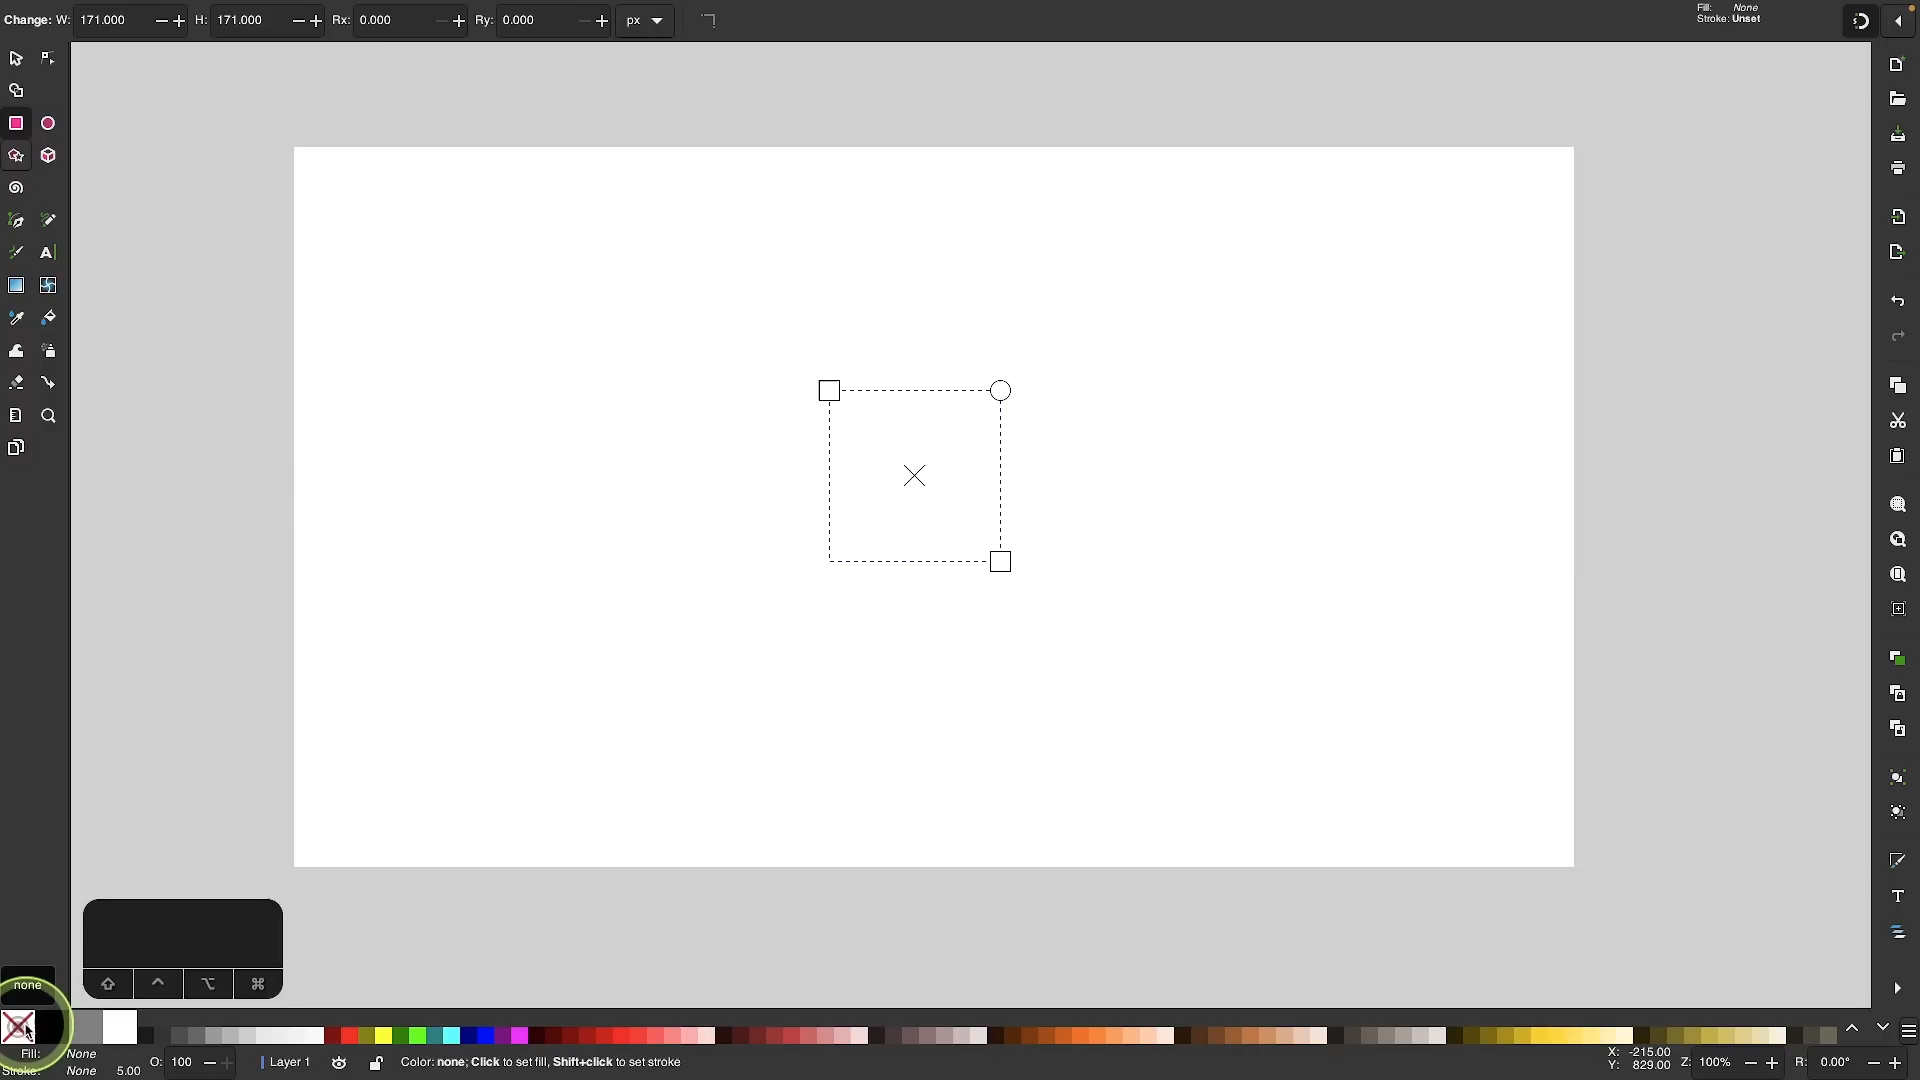 Change: W: 171.000 H: 171.000 Rx: 0.000 Ry: 0.000 px
Fill: None
Stroke: Unset
none
Fill: None
Stroke: None 5.00
O: 100
Layer 1
Color: none; Click to set fill, Shift+click to set stroke
X: -215.00
Y: 829.00
Z: 100%
R: 0.00°